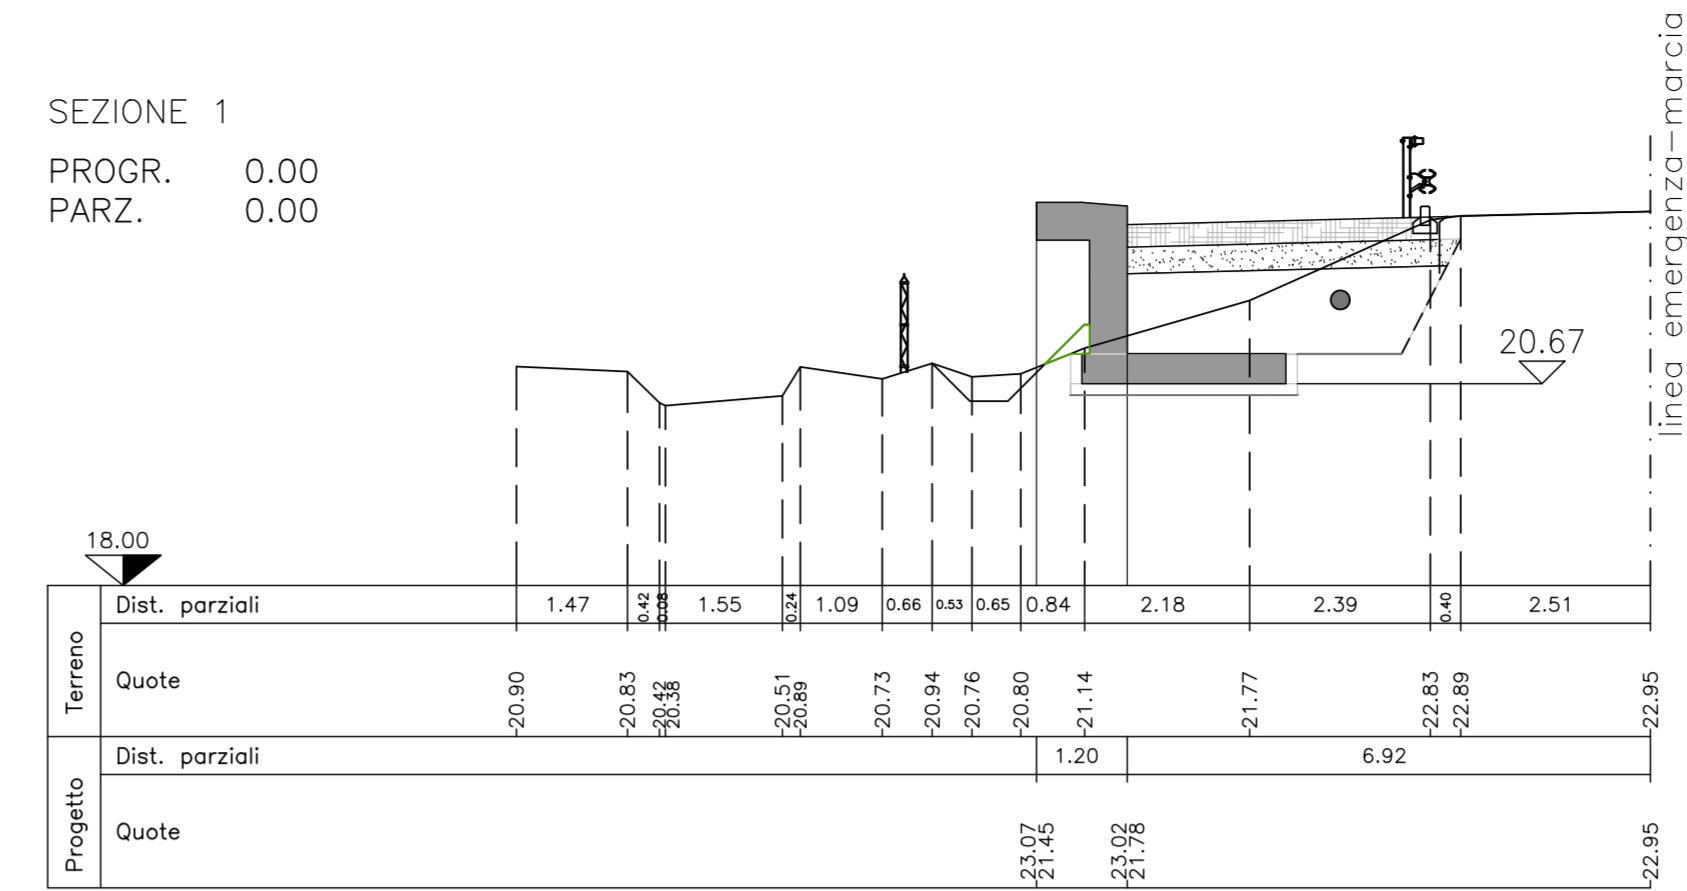 SEZIONE 1
PROGR. 0.00
PARZ. 0.00
linea emergenza-marcia
20.67
18.00
Terreno
Dist. parziali 1.47 0.42 0.08 1.55 0.24 1.09 0.66 0.53 0.65 0.84 2.18 2.39 0.40 2.51
Quote 20.90 20.83 20.42 20.38 20.51 20.89 20.73 20.94 20.76 20.80 21.14 21.77 22.83 22.89 22.95
Progetto
Dist. parziali 1.20 6.92
Quote 23.07 21.45 23.02 21.78 22.95